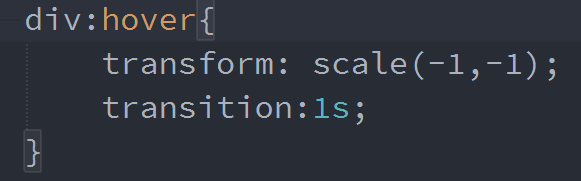 div:hover{
    transform: scale(-1,-1);
    transition:1s;
}